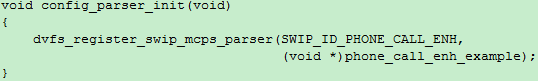 void config_parser_init(void)
{
    dvfs_register_swip_mcps_parser(SWIP_ID_PHONE_CALL_ENH,
                                   (void *)phone_call_enh_example);
}